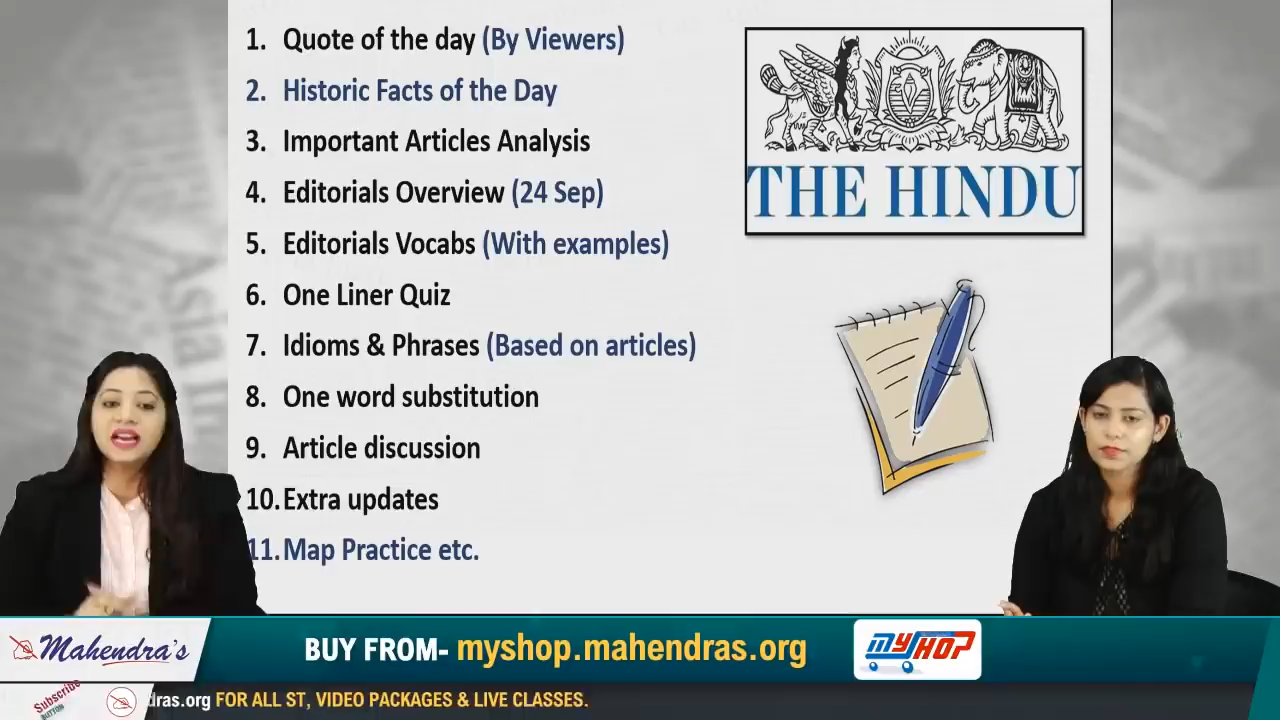 1. Quote of the day (By Viewers)
2. Historic Facts of the Day
3. Important Articles Analysis
4. Editorials Overview (24 Sep)
5. Editorials Vocabs (With examples)
6. One Liner Quiz
7. Idioms & Phrases (Based on articles)
8. One word substitution
9. Article discussion
10. Extra updates
11. Map Practice etc.
THE HINDU
Mahendra's
BUY FROM- myshop.mahendras.org
MY SHOP
Subscribe
BUTTON
dras.org FOR ALL ST, VIDEO PACKAGES & LIVE CLASSES.